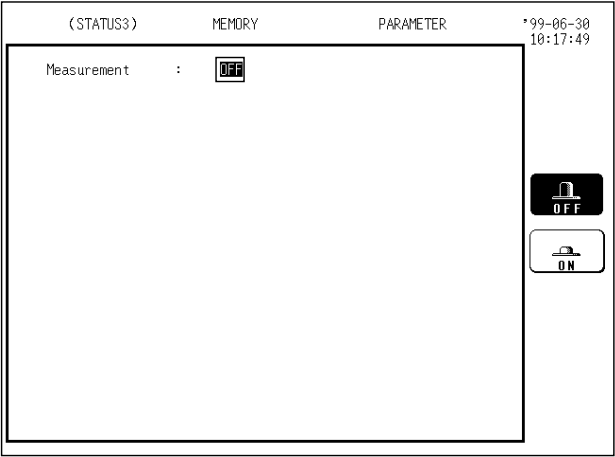 (STATUS3) MEMORY PARAMETER '99-06-30
10:17:49
Measurement : OFF
OFF
ON